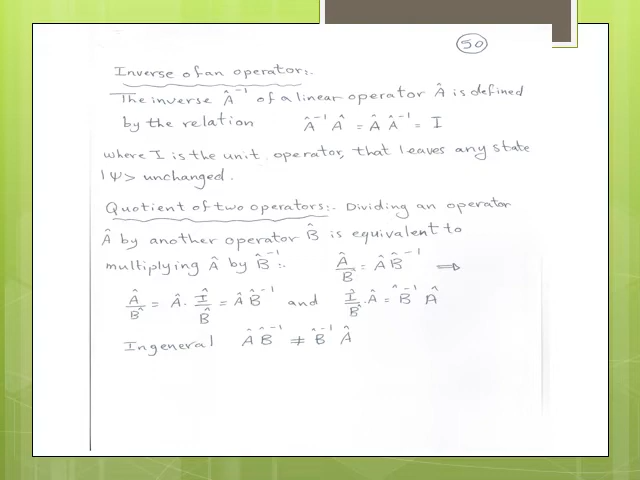 50
Inverse of an operator:.
The inverse Â⁻¹ of a linear operator Â is defined
by the relation Â⁻¹ Â = Â Â⁻¹ = I
where I is the unit operator, that leaves any state
|ψ> unchanged.
Quotient of two operators:. Dividing an operator
Â by another operator B̂ is equivalent to
multiplying Â by B̂⁻¹:. Â/B̂ = Â B̂⁻¹ ⇒
Â/B̂ = Â · Î/B̂ = Â B̂⁻¹ and Î/B̂ · Â = B̂⁻¹ Â
In general Â B̂⁻¹ ≠ B̂⁻¹ Â